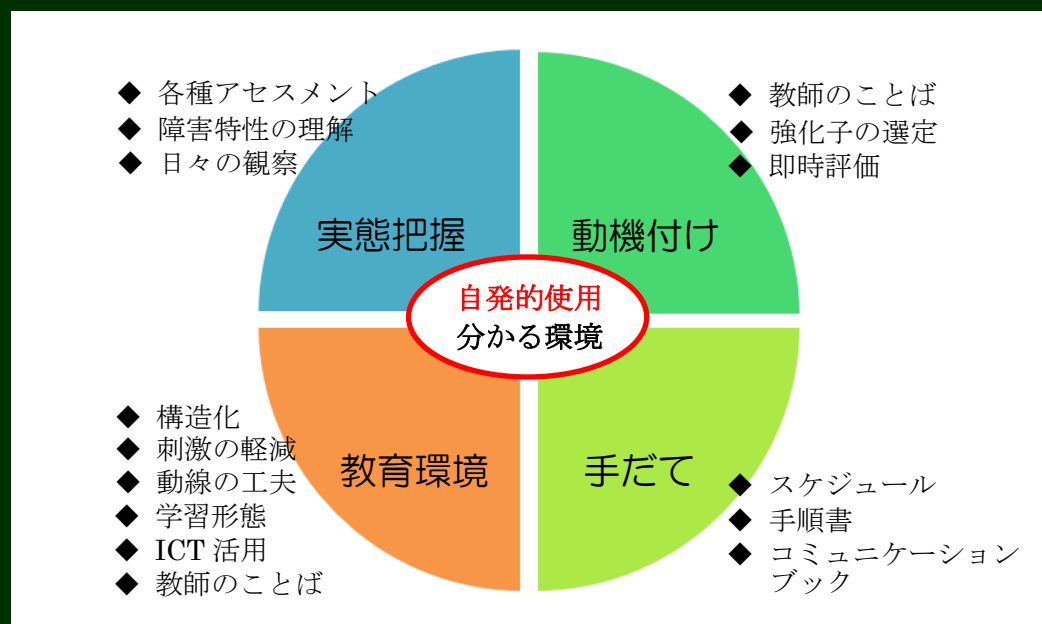 ◆ 各種アセスメント
◆ 障害特性の理解
◆ 日々の観察
実態把握
◆ 教師のことば
◆ 強化子の選定
◆ 即時評価
動機付け
自発的使用
分かる環境
◆ 構造化
◆ 刺激の軽減
◆ 動線の工夫
◆ 学習形態
◆ ICT 活用
◆ 教師のことば
教育環境
手だて
◆ スケジュール
◆ 手順書
◆ コミュニケーション
ブック